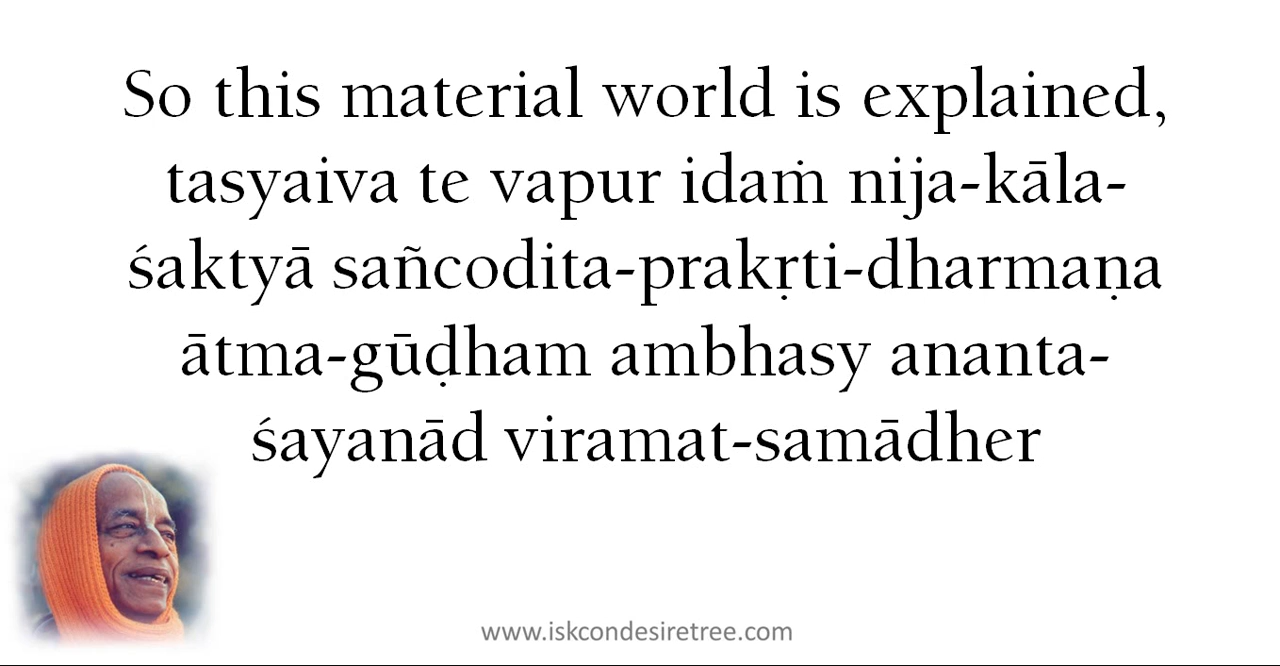 So this material world is explained,
tasyaiva te vapur idaṁ nija-kāla-
śaktyā sañcodita-prakṛti-dharmaṇa
ātma-gūḍham ambhasy ananta-
śayanād viramat-samādher
www.iskcondesiretree.com